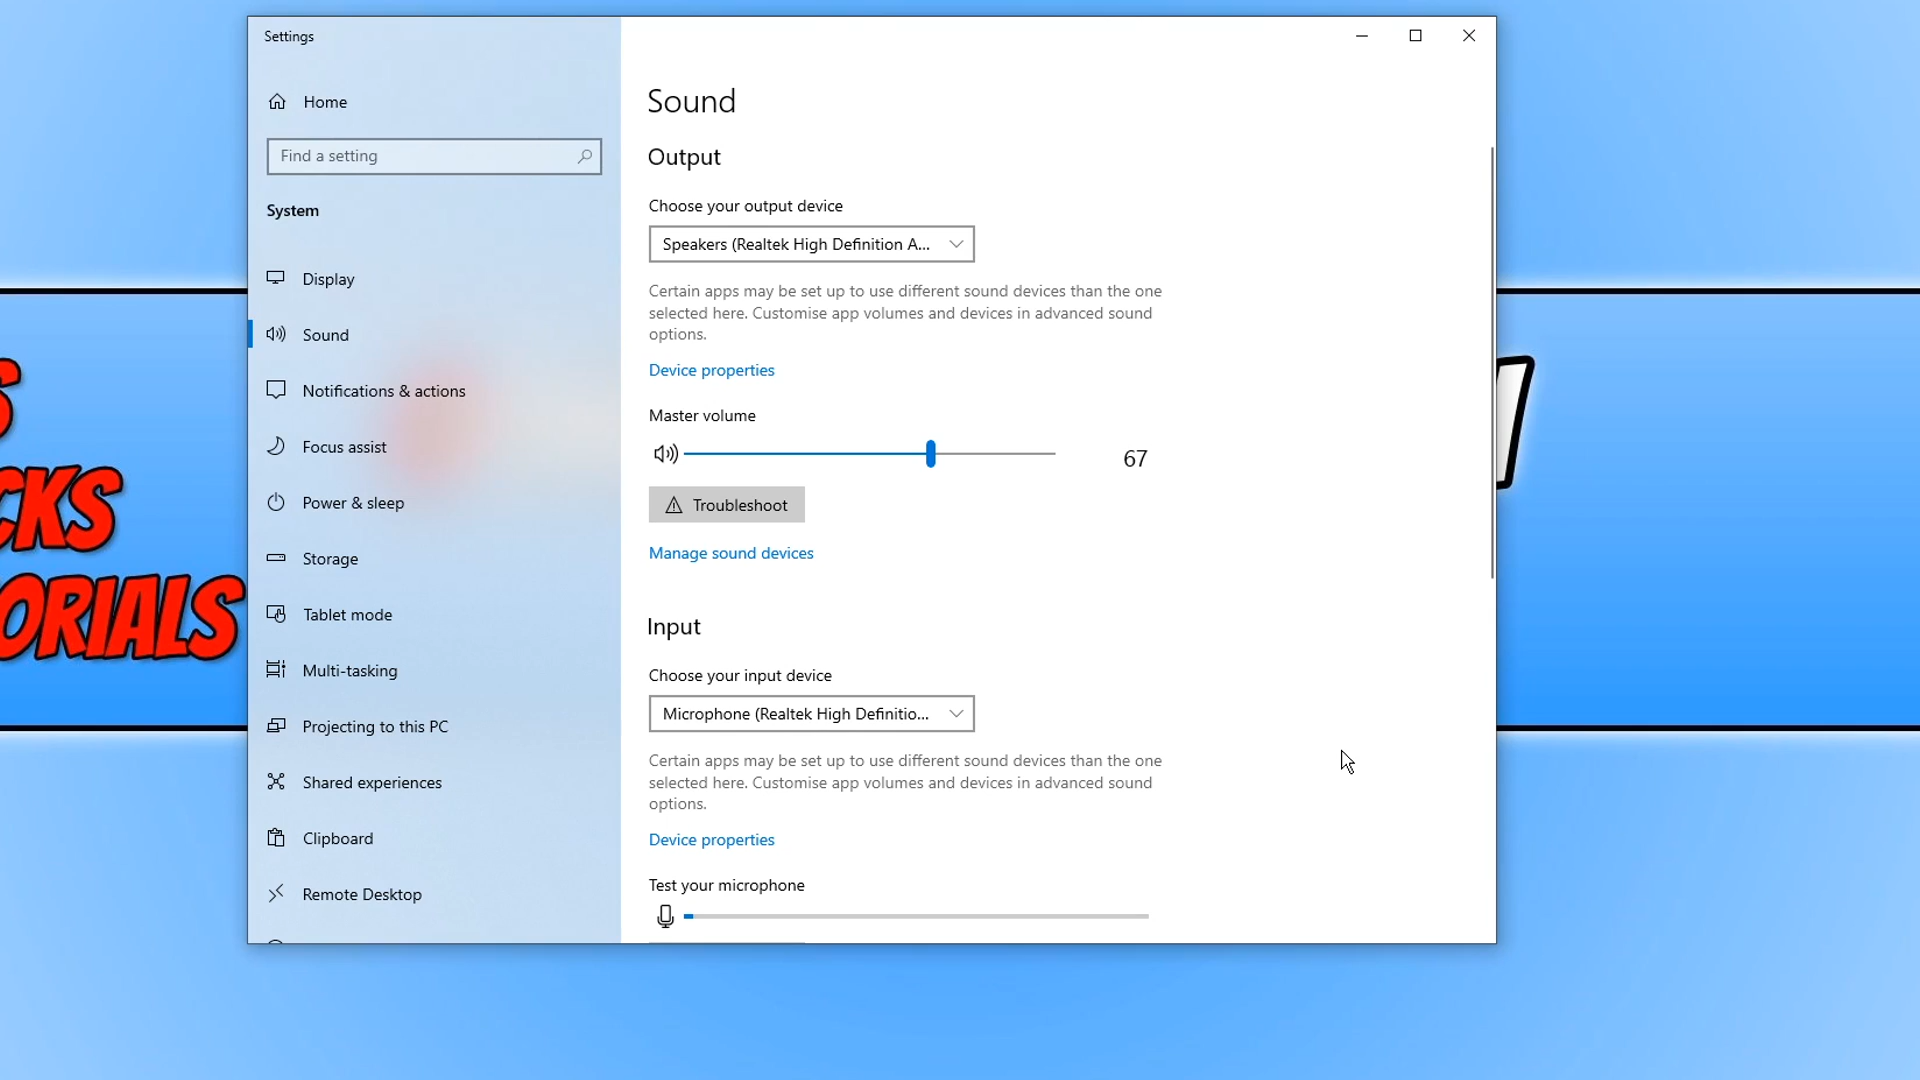 Settings
Home
Find a setting
System
Display
Sound
Notifications & actions
Focus assist
Power & sleep
Storage
Tablet mode
Multi-tasking
Projecting to this PC
Shared experiences
Clipboard
Remote Desktop
Sound
Output
Choose your output device
Speakers (Realtek High Definition A...
Certain apps may be set up to use different sound devices than the one
selected here. Customise app volumes and devices in advanced sound
options.
Device properties
Master volume
67
Troubleshoot
Manage sound devices
Input
Choose your input device
Microphone (Realtek High Definitio...
Certain apps may be set up to use different sound devices than the one
selected here. Customise app volumes and devices in advanced sound
options.
Device properties
Test your microphone
S
CKS
ORIALS